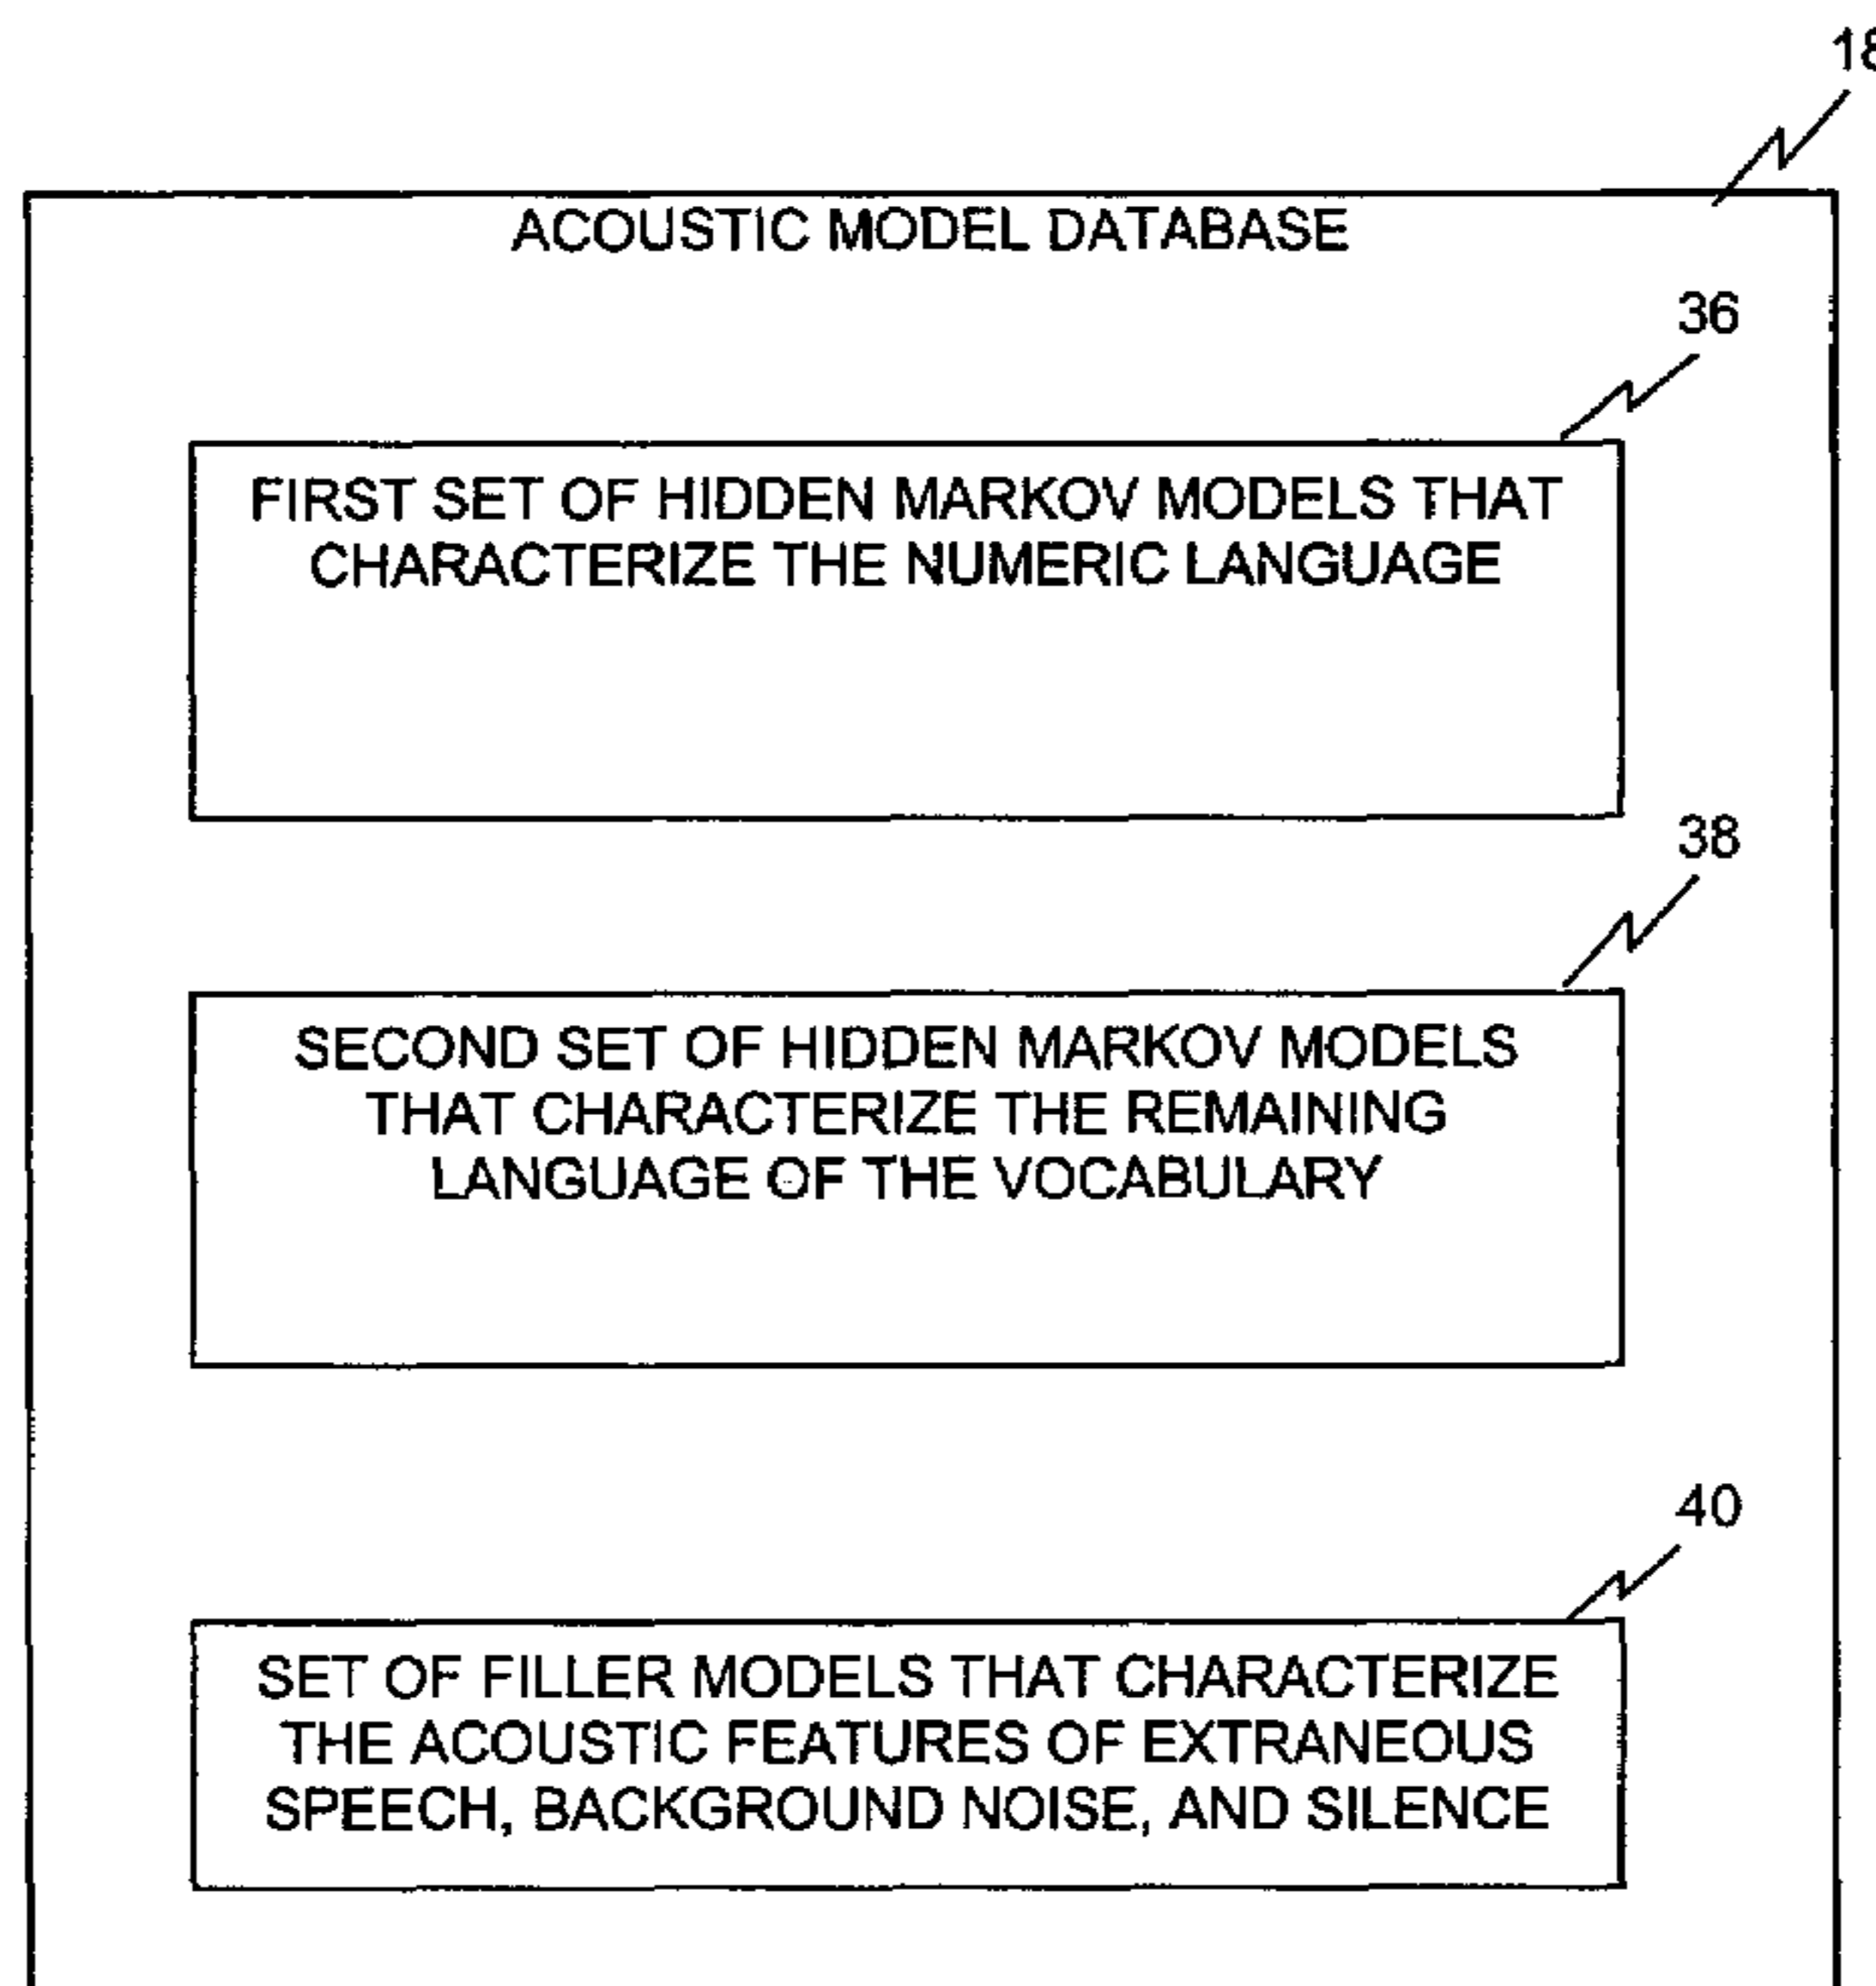 18
ACOUSTIC MODEL DATABASE
36
FIRST SET OF HIDDEN MARKOV MODELS THAT
CHARACTERIZE THE NUMERIC LANGUAGE
38
SECOND SET OF HIDDEN MARKOV MODELS
THAT CHARACTERIZE THE REMAINING
LANGUAGE OF THE VOCABULARY
40
SET OF FILLER MODELS THAT CHARACTERIZE
THE ACOUSTIC FEATURES OF EXTRANEOUS
SPEECH, BACKGROUND NOISE, AND SILENCE